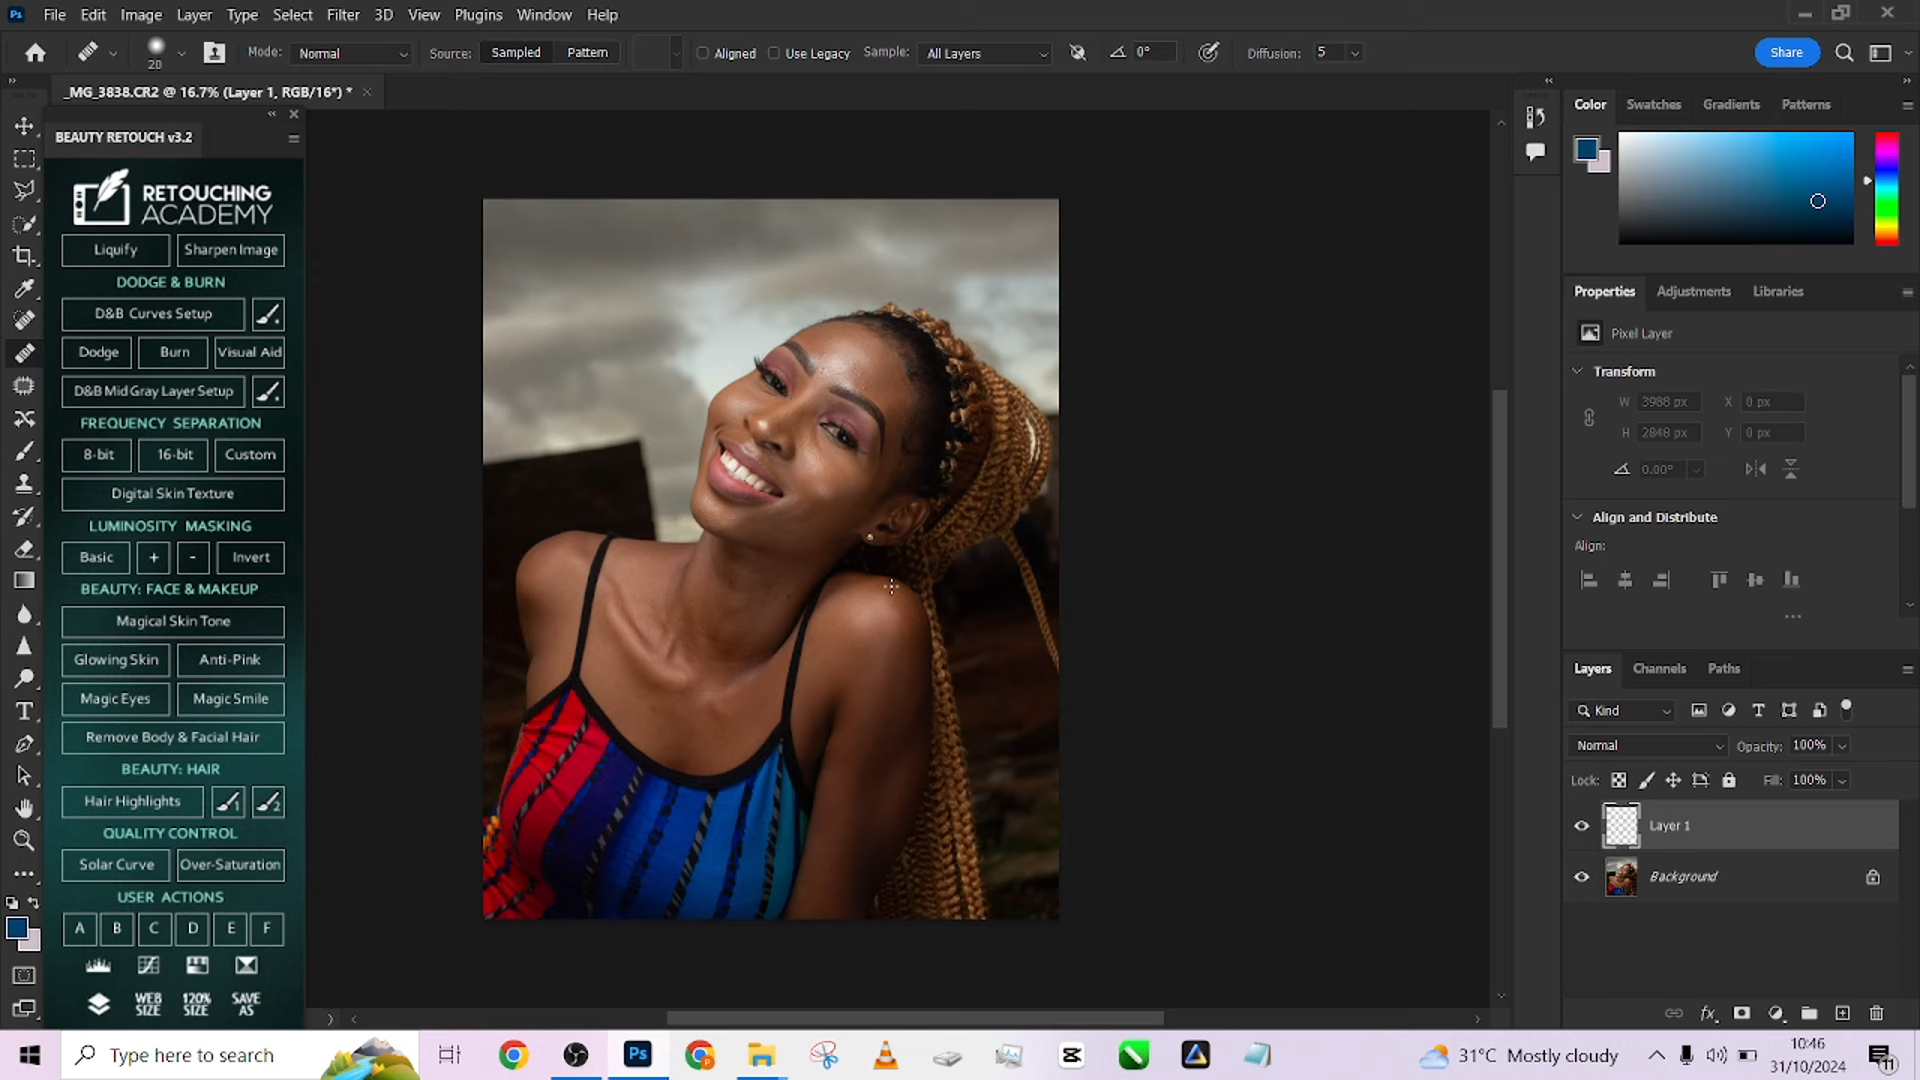 Ps File Edit Image Layer Type Select Filter 3D View Plugins Window Help
20 Mode: Normal Source: Sampled Pattern Aligned Use Legacy Sample: All Layers 0° Diffusion: 5 Share
_MG_3838.CR2 @ 16.7% (Layer 1, RGB/16*) *
BEAUTY RETOUCH v3.2
RETOUCHING
ACADEMY
Liquify Sharpen Image
DODGE & BURN
D&B Curves Setup
Dodge Burn Visual Aid
D&B Mid Gray Layer Setup
FREQUENCY SEPARATION
8-bit 16-bit Custom
Digital Skin Texture
LUMINOSITY MASKING
Basic + - Invert
BEAUTY: FACE & MAKEUP
Magical Skin Tone
Glowing Skin Anti-Pink
Magic Eyes Magic Smile
Remove Body & Facial Hair
BEAUTY: HAIR
Hair Highlights 1 2
QUALITY CONTROL
Solar Curve Over-Saturation
USER ACTIONS
A B C D E F
WEB SIZE 120% SIZE SAVE AS
Color Swatches Gradients Patterns
Properties Adjustments Libraries
Pixel Layer
Transform
W 3988 px X 0 px
H 2848 px Y 0 px
0.00°
Align and Distribute
Align:
Layers Channels Paths
Kind
Normal Opacity: 100%
Lock: Fill: 100%
Layer 1
Background
fx
Type here to search
Ps
31°C Mostly cloudy
10:46
31/10/2024
11